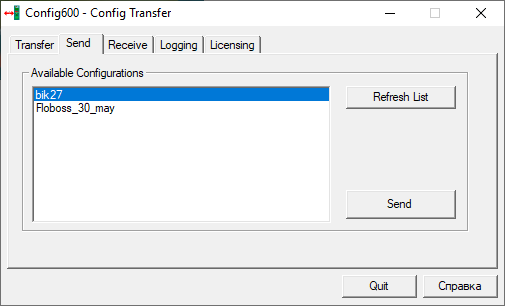 Config600 - Config Transfer
Transfer Send Receive Logging Licensing
Available Configurations
bik27
Refresh List
Floboss_30_may
Send
Quit Справка